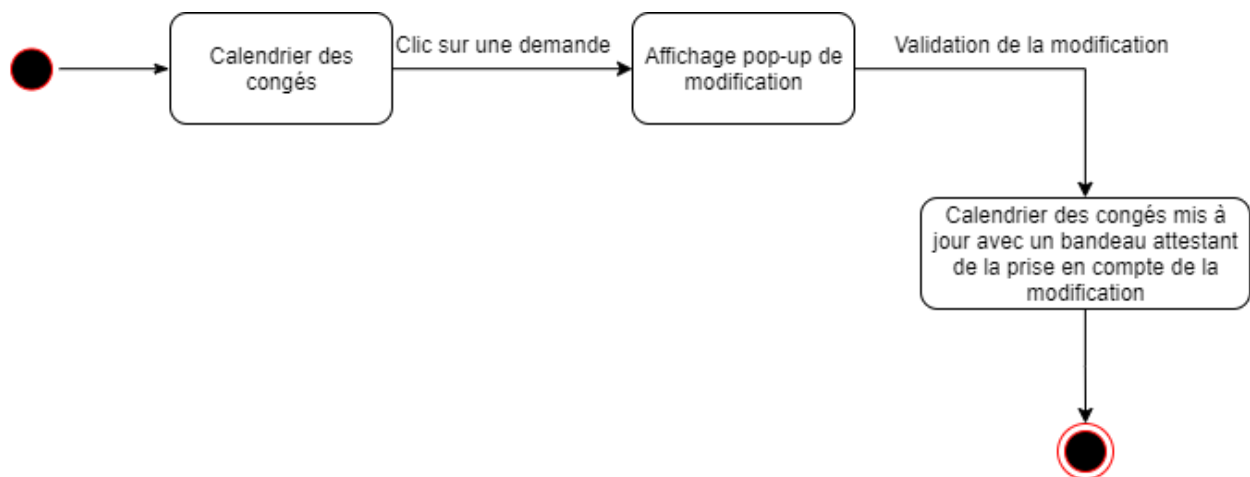 Calendrier des
congés
Clic sur une demande
Affichage pop-up de
modification
Validation de la modification
Calendrier des congés mis à
jour avec un bandeau attestant
de la prise en compte de la
modification